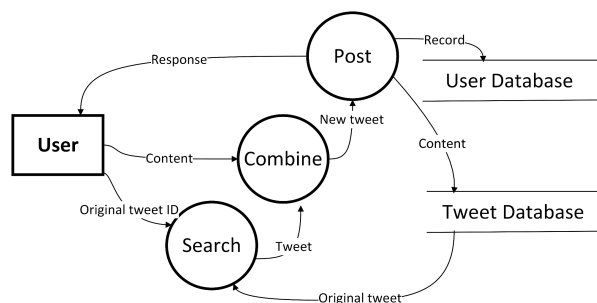 Post
Record
Response
User Database
New tweet
User
Content
Combine
Content
Original tweet ID
Tweet Database
Search
Tweet
Original tweet